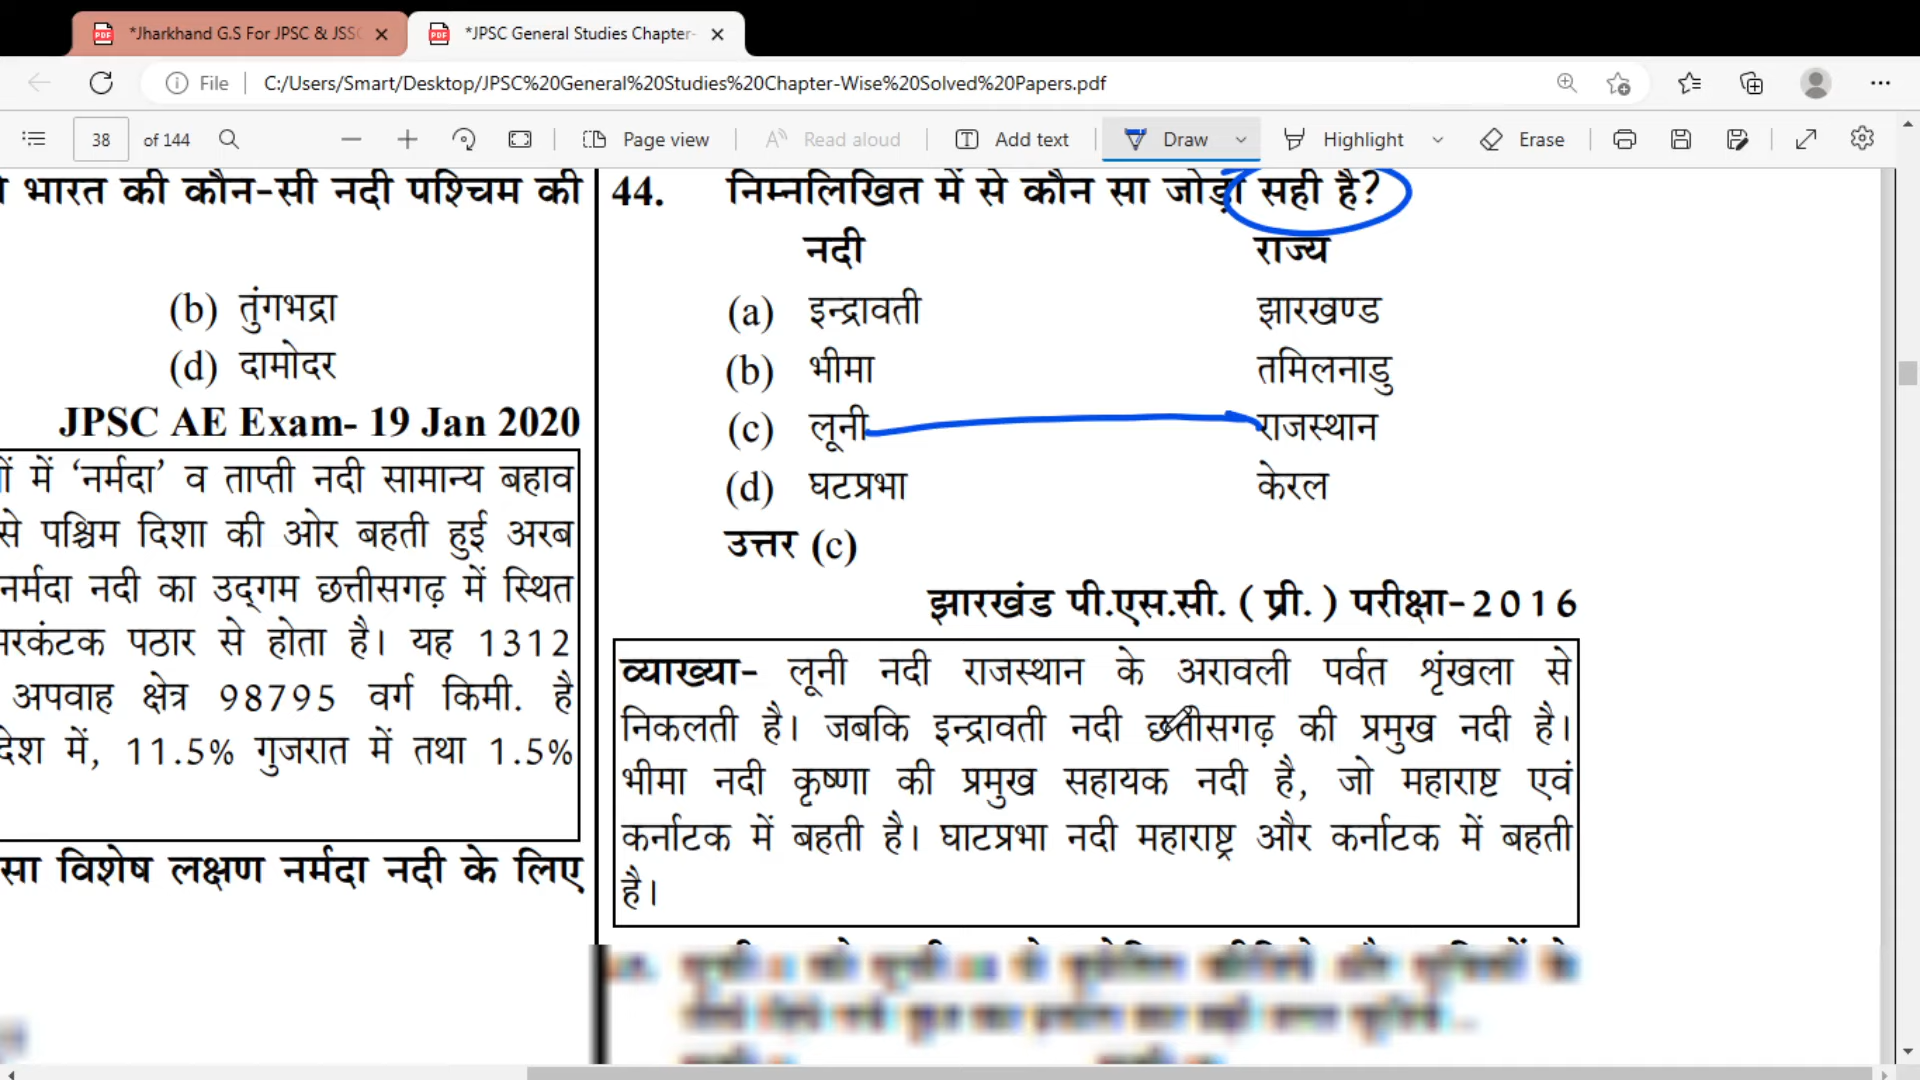 *Jharkhand G.S For JPSC & JSSC
*JPSC General Studies Chapter-
File
C:/Users/Smart/Desktop/JPSC%20General%20Studies%20Chapter-Wise%20Solved%20Papers.pdf
38 of 144
Page view
Read aloud
Add text
Draw
Highlight
Erase
भारत की कौन-सी नदी पश्चिम की
(b) तुंगभद्रा
(d) दामोदर
JPSC AE Exam- 19 Jan 2020
में ‘नर्मदा’ व ताप्ती नदी सामान्य बहाव
से पश्चिम दिशा की ओर बहती हुई अरब
नर्मदा नदी का उद्गम छत्तीसगढ़ में स्थित
पठार से होता है। यह 1312
अपवाह क्षेत्र 98795 वर्ग किमी. है
में, 11.5% गुजरात में तथा 1.5%
सा विशेष लक्षण नर्मदा नदी के लिए
44. निम्नलिखित में से कौन सा जोड़ा सही है?
नदी राज्य
(a) इन्द्रावती झारखण्ड
(b) भीमा तमिलनाडु
(c) लूनी राजस्थान
(d) घटप्रभा केरल
उत्तर (c)
झारखंड पी.एस.सी. ( प्री. ) परीक्षा-2016
व्याख्या- लूनी नदी राजस्थान के अरावली पर्वत श्रृंखला से
निकलती है। जबकि इन्द्रावती नदी छत्तीसगढ़ की प्रमुख नदी है।
भीमा नदी कृष्णा की प्रमुख सहायक नदी है, जो महाराष्ट एवं
कर्नाटक में बहती है। घाटप्रभा नदी महाराष्ट्र और कर्नाटक में बहती
है।